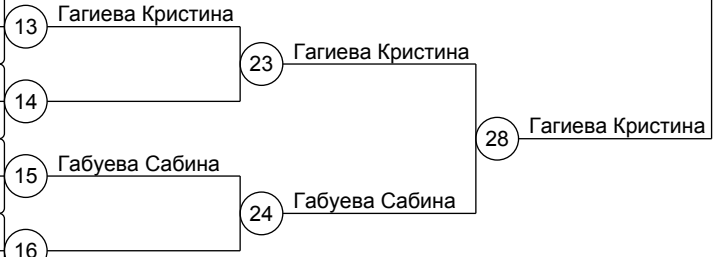 13 Гагиева Кристина
23 Гагиева Кристина
14
28 Гагиева Кристина
15 Габуева Сабина
24 Габуева Сабина
16